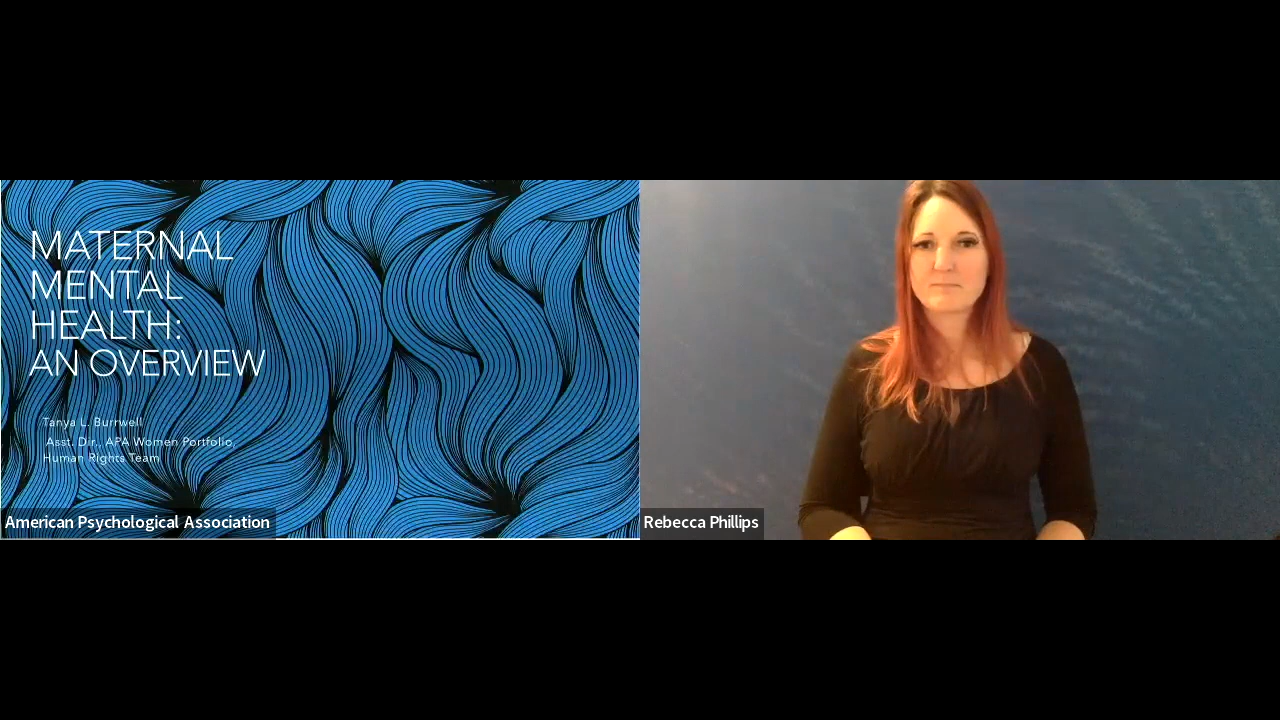 MATERNAL
MENTAL
HEALTH:
AN OVERVIEW
Tanya L. Burrwell
Asst. Dir., APA Women Portfolio,
Human Rights Team
American Psychological Association
Rebecca Phillips